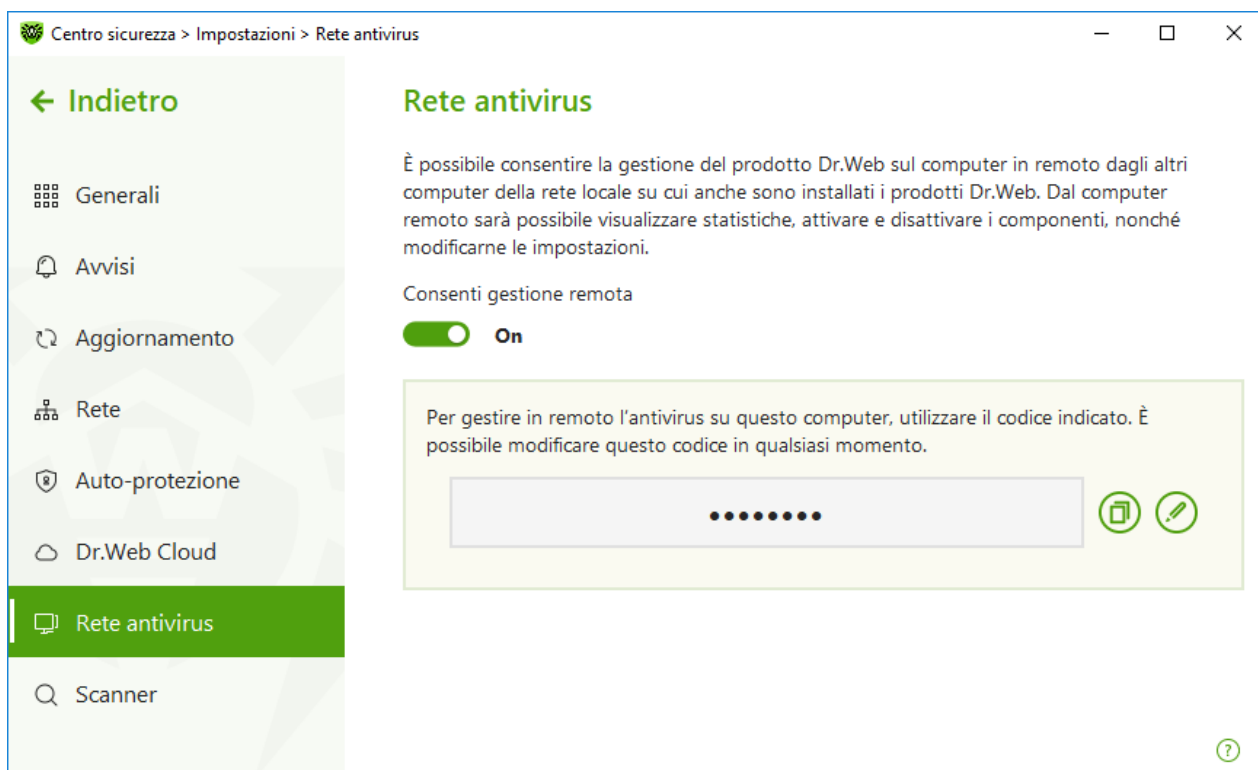 Centro sicurezza > Impostazioni > Rete antivirus
Indietro
Generali
Avvisi
Aggiornamento
Rete
Auto-protezione
Dr.Web Cloud
Rete antivirus
Scanner
Rete antivirus
È possibile consentire la gestione del prodotto Dr.Web sul computer in remoto dagli altri
computer della rete locale su cui anche sono installati i prodotti Dr.Web. Dal computer
remoto sarà possibile visualizzare statistiche, attivare e disattivare i componenti, nonché
modificarne le impostazioni.
Consenti gestione remota
On
Per gestire in remoto l'antivirus su questo computer, utilizzare il codice indicato. È
possibile modificare questo codice in qualsiasi momento.
••••••••
?